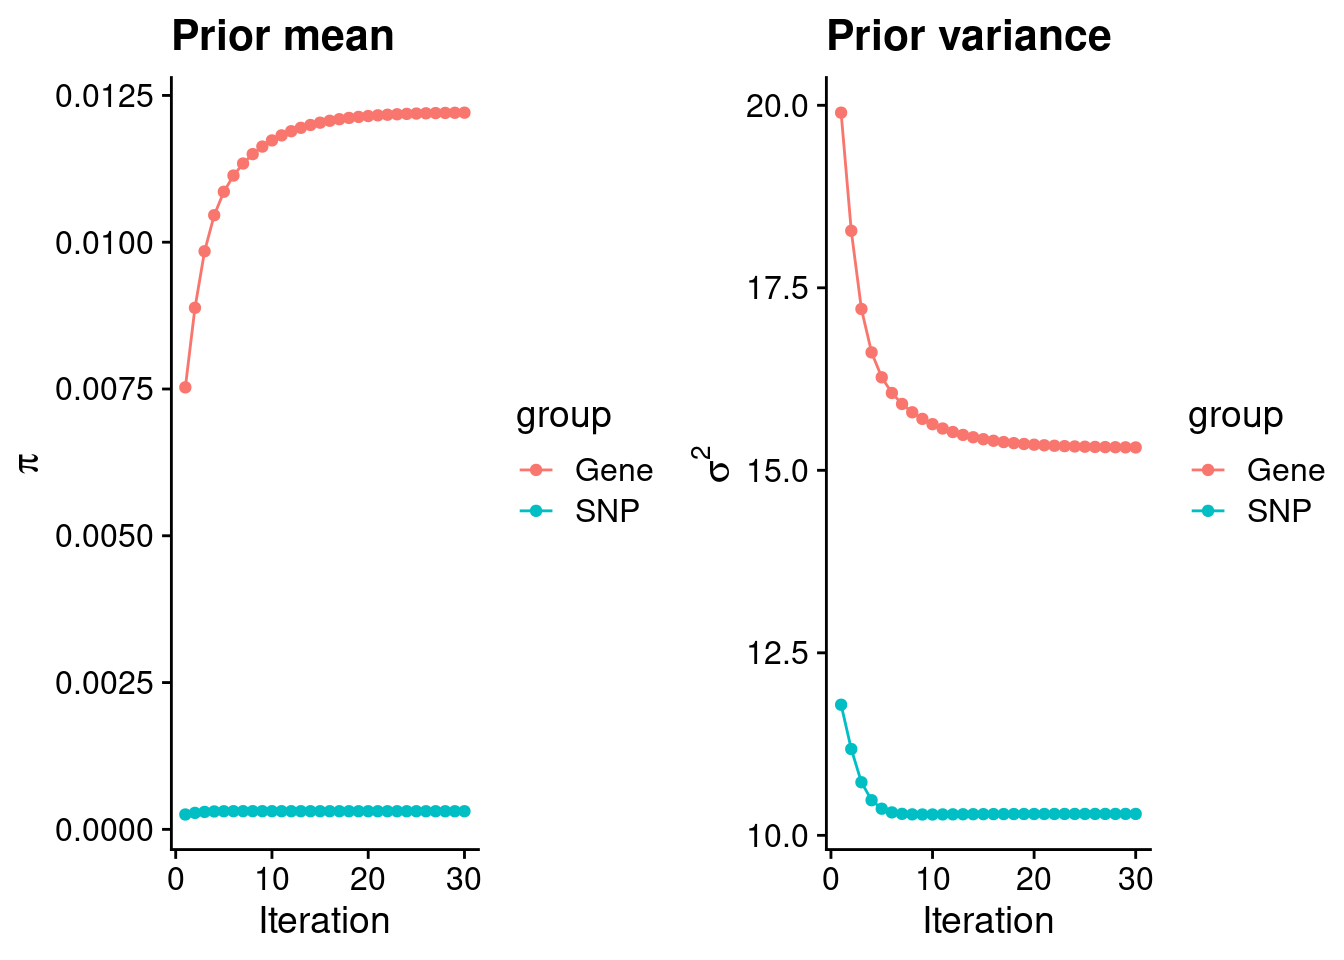 Prior mean
0.0125
0.0100
0.0075
0.0050
0.0025
0.0000
π
0 10 20 30
Iteration
group
Gene
SNP
Prior variance
20.0
17.5
15.0
12.5
10.0
σ²
0 10 20 30
Iteration
group
Gene
SNP